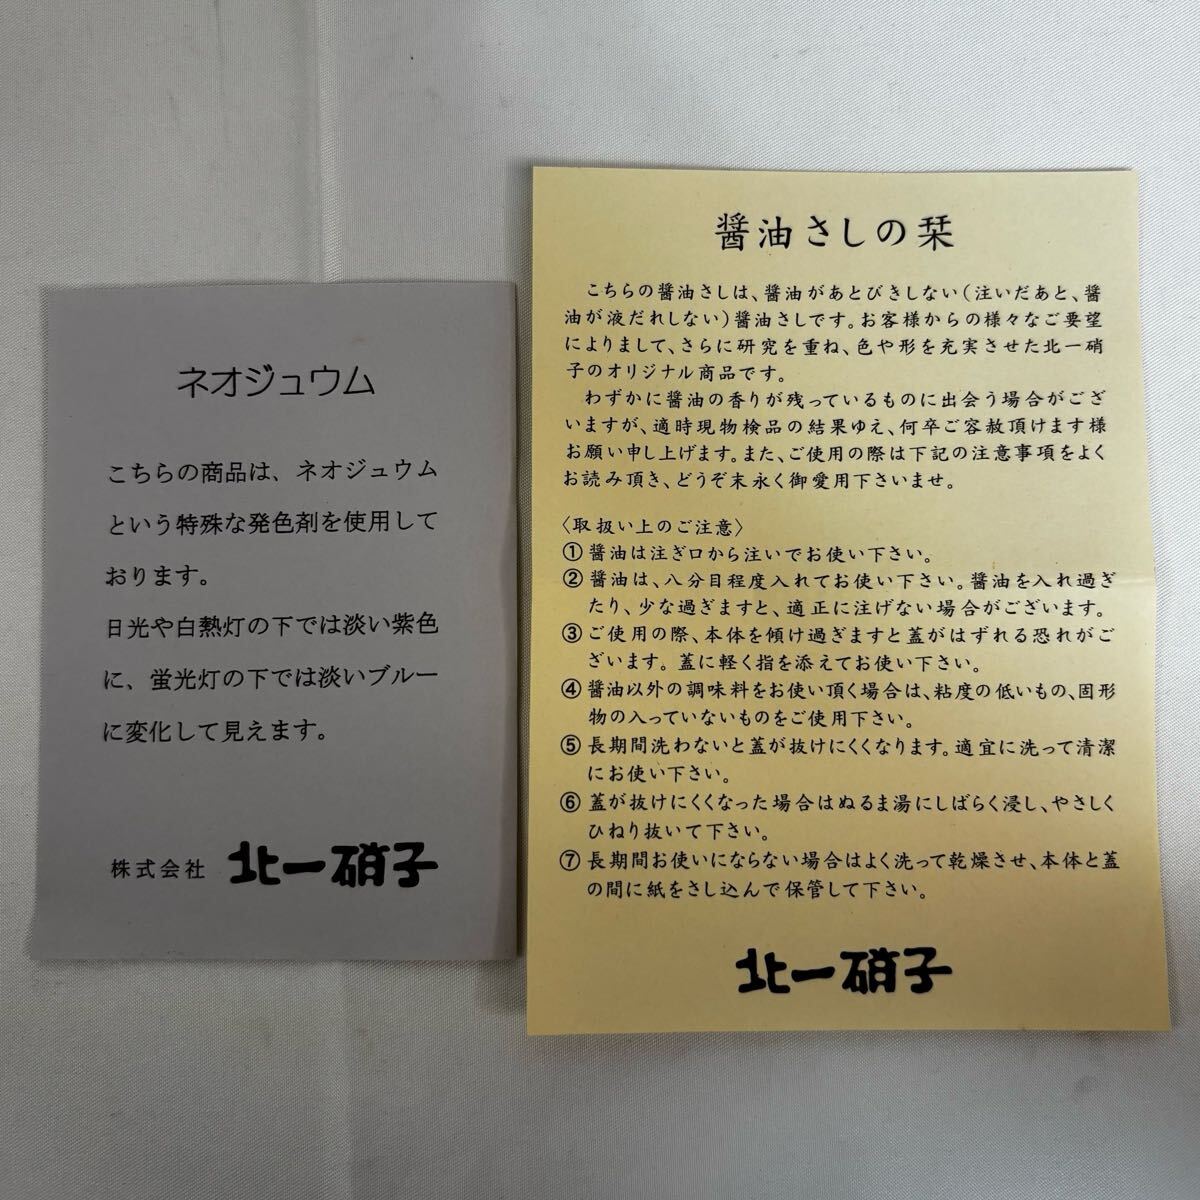 ネオジュウム
こちらの商品は、ネオジュウム
という特殊な発色剤を使用して
おります。
日光や白熱灯の下では淡い紫色
に、蛍光灯の下では淡いブルー
に変化して見えます。
株式会社 北一硝子
醤油さしの栞
こちらの醤油さしは、醤油があとびきしない(注いだあと、醤
油が液だれしない)醤油さしです。お客様からの様々なご要望
によりまして、さらに研究を重ね、色や形を充実させた北一硝
子のオリジナル商品です。
わずかに醤油の香りが残っているものに出会う場合がござ
いますが、適時現物検品の結果ゆえ、何卒ご容赦頂けます様
お願い申し上げます。また、ご使用の際は下記の注意事項をよく
お読み頂き、どうぞ末永く御愛用下さいませ。
〈取扱い上のご注意〉
① 醤油は注ぎ口から注いでお使い下さい。
② 醤油は、八分目程度入れてお使い下さい。醤油を入れ過ぎ
たり、少な過ぎますと、適正に注げない場合がございます。
③ ご使用の際、本体を傾け過ぎますと蓋がはずれる恐れがご
ざいます。蓋に軽く指を添えてお使い下さい。
④ 醤油以外の調味料をお使い頂く場合は、粘度の低いもの、固形
物の入っていないものをご使用下さい。
⑤ 長期間洗わないと蓋が抜けにくくなります。適宜に洗って清潔
にお使い下さい。
⑥ 蓋が抜けにくくなった場合はぬるま湯にしばらく浸し、やさしく
ひねり抜いて下さい。
⑦ 長期間お使いにならない場合はよく洗って乾燥させ、本体と蓋
の間に紙をさし込んで保管して下さい。
北一硝子